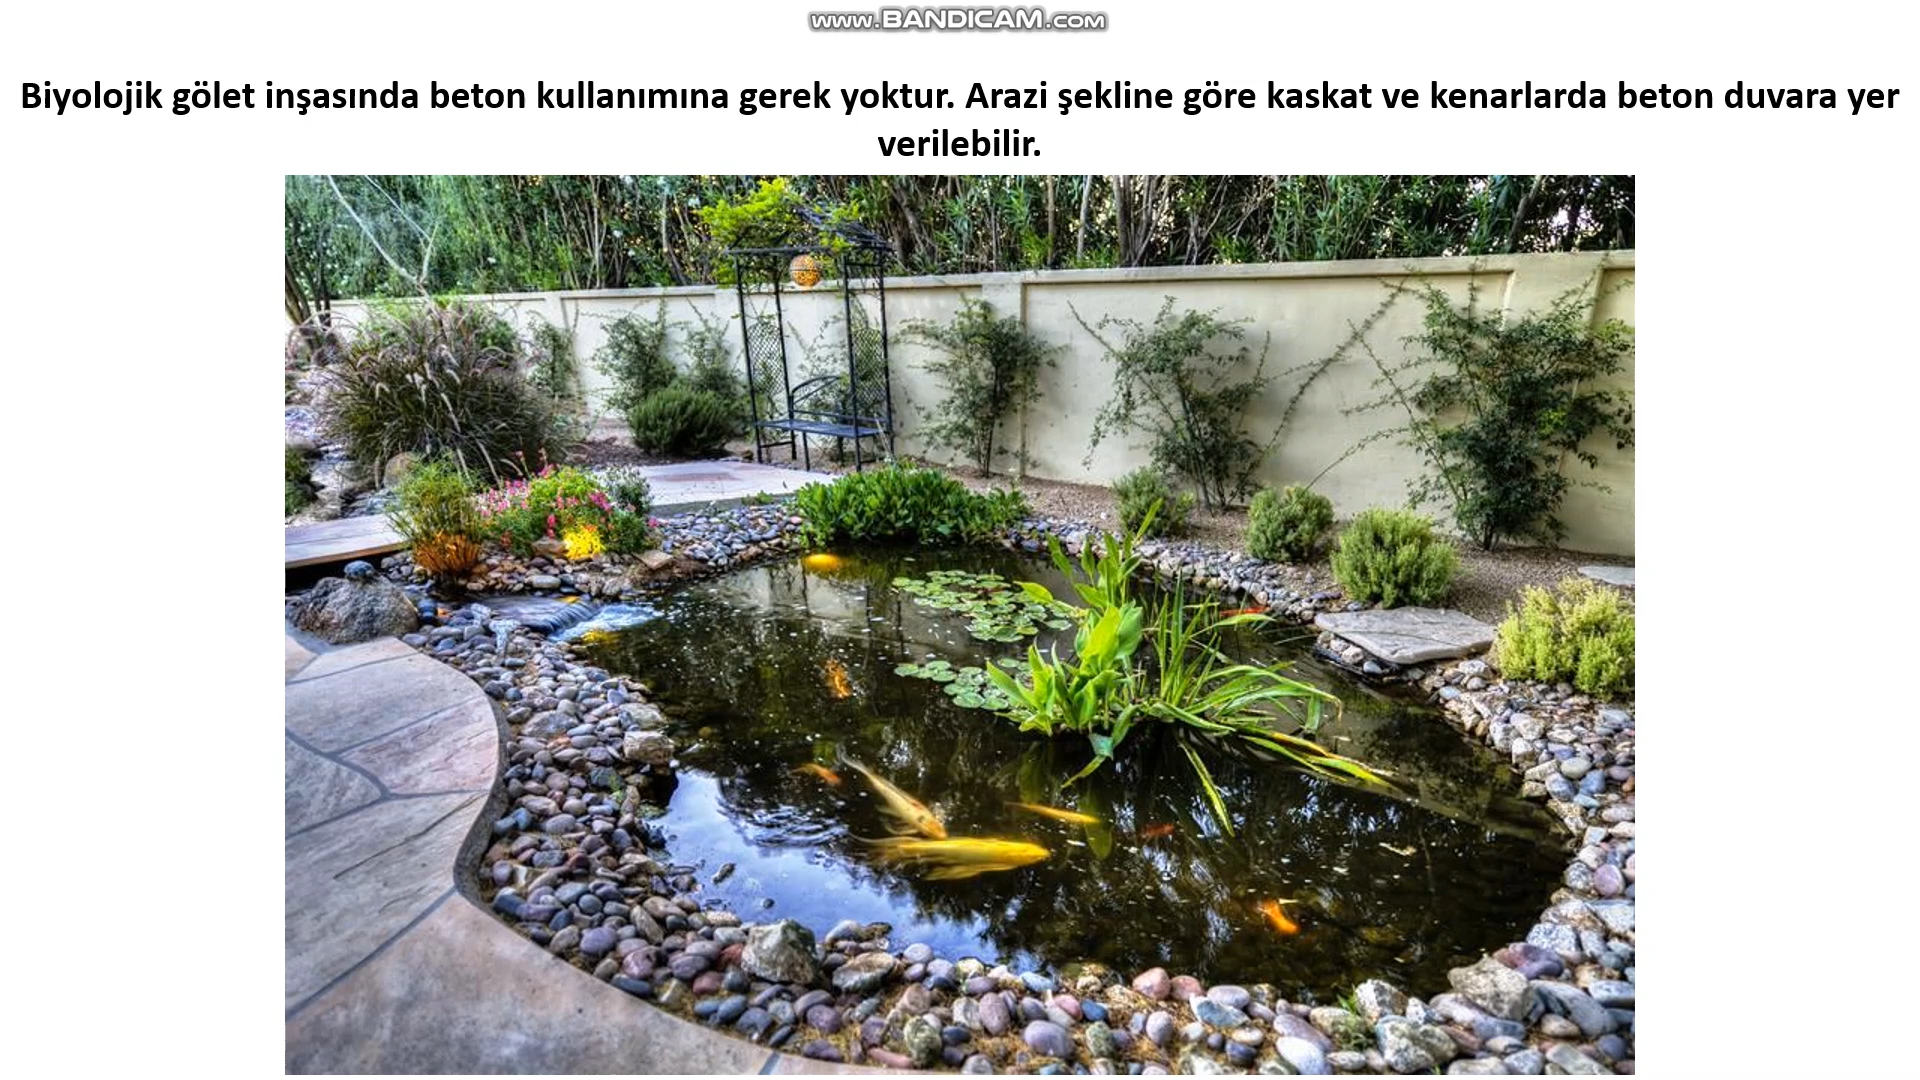 www.BANDICAM.com
Biyolojik gölet inşasında beton kullanımına gerek yoktur. Arazi şekline göre kaskat ve kenarlarda beton duvara yer
verilebilir.